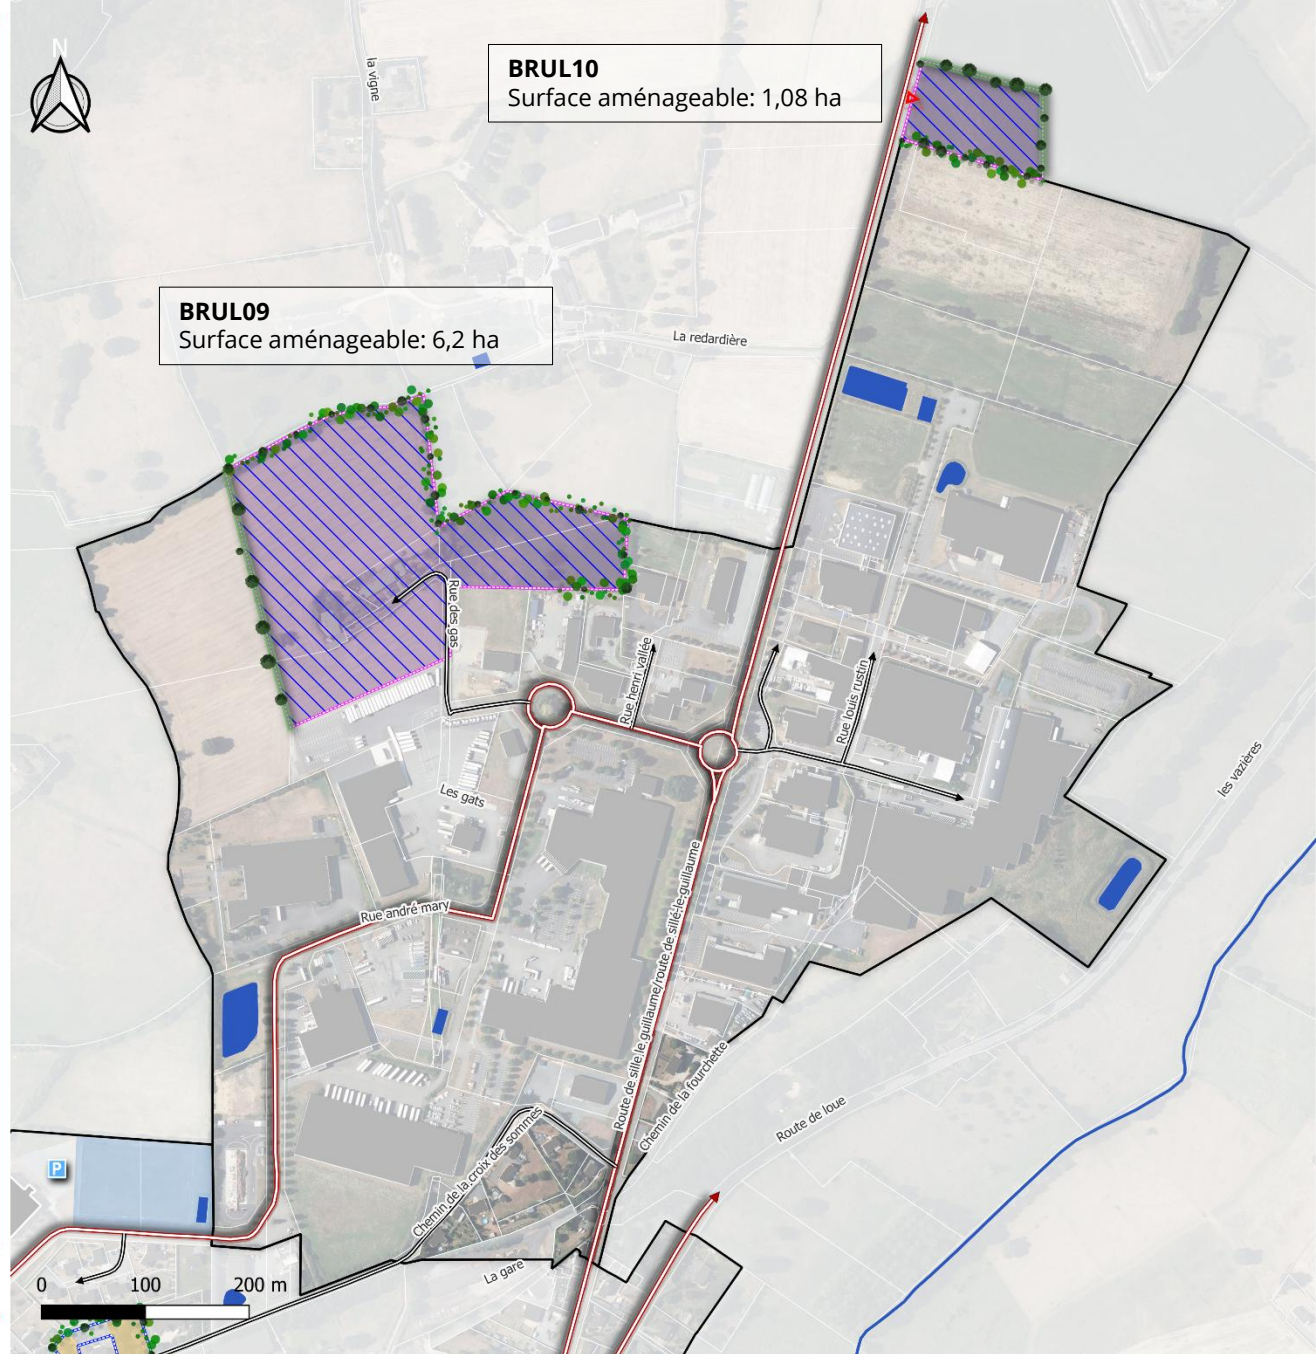 N
la vigne
BRUL10
Surface aménageable: 1,08 ha
BRUL09
Surface aménageable: 6,2 ha
La redardière
Rue des gas
Rue henri vallée
Rue louis rustin
Les gats
les vazières
Rue andré mary
Route de sille le guillaume/route de sillé-le-guillaume
Chemin de la fourchette
Route de loue
Chemin de la croix des sommes
P
La gare
0 100 200 m